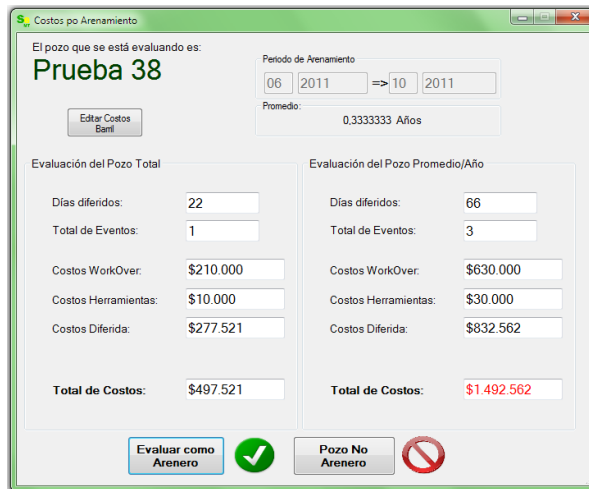 Costos po Arenamiento
El pozo que se está evaluando es:
Prueba 38
Periodo de Arenamiento
06 2011 => 10 2011
Editar Costos
Barril
Promedio:
0,3333333 Años
Evaluación del Pozo Total
Días diferidos: 22
Total de Eventos: 1
Costos WorkOver: $210.000
Costos Herramientas: $10.000
Costos Diferida: $277.521
Total de Costos: $497.521
Evaluación del Pozo Promedio/Año
Días diferidos: 66
Total de Eventos: 3
Costos WorkOver: $630.000
Costos Herramientas: $30.000
Costos Diferida: $832.562
Total de Costos: $1.492.562
Evaluar como
Arenero
Pozo No
Arenero